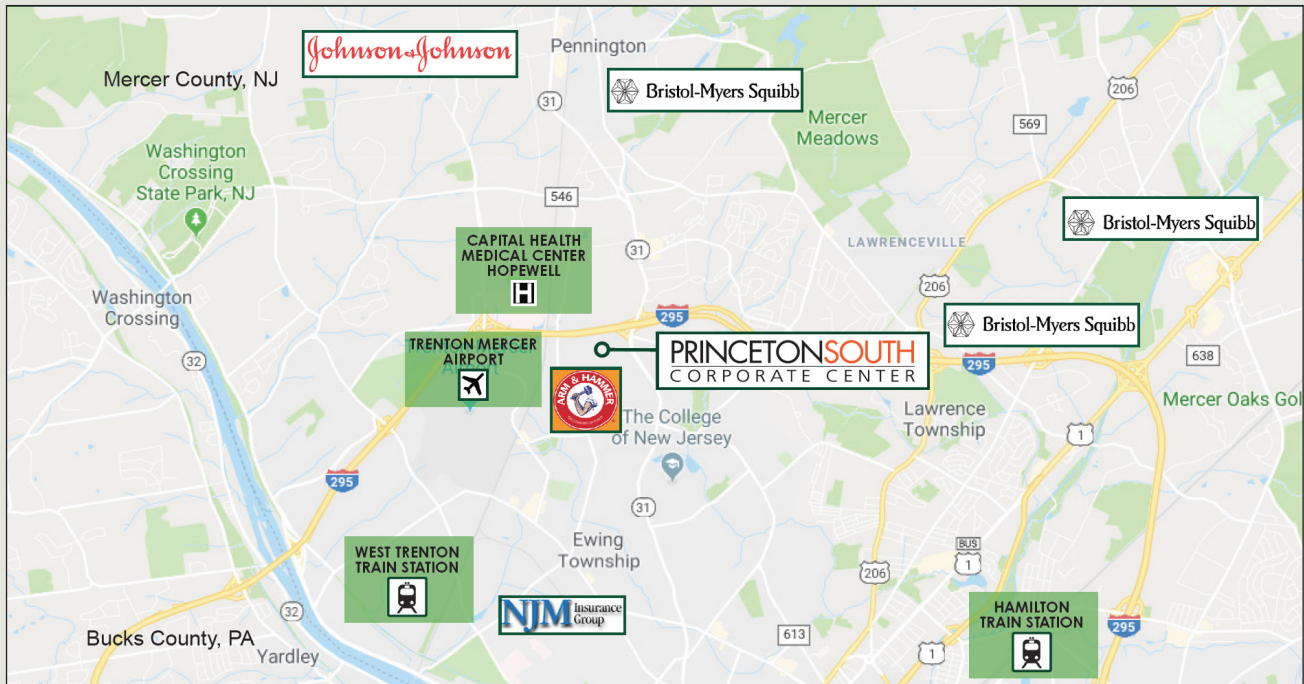 Johnson & Johnson
Pennington
Mercer County, NJ
Bristol-Myers Squibb
206
31
Mercer
Meadows
569
Washington
Crossing
State Park, NJ
546
Bristol-Myers Squibb
CAPITAL HEALTH
MEDICAL CENTER
HOPEWELL
H
31
LAWRENCEVILLE
206
Washington
Crossing
295
Bristol-Myers Squibb
TRENTON MERCER
AIRPORT
PRINCETONSOUTH
CORPORATE CENTER
32
295
638
ARM & HAMMER
Mercer Oaks Gol
The College
of New Jersey
Lawrence
Township
1
295
31
Ewing
Township
WEST TRENTON
TRAIN STATION
BUS
1
206
32
NJM Insurance
Group
HAMILTON
TRAIN STATION
295
613
Bucks County, PA
Yardley
1